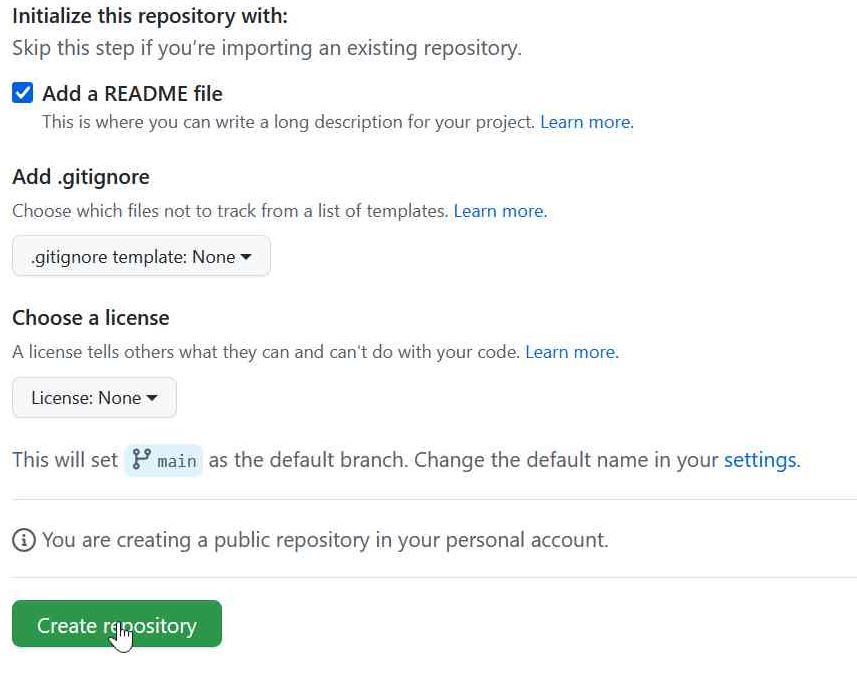 Initialize this repository with:
Skip this step if you're importing an existing repository.
Add a README file
This is where you can write a long description for your project. Learn more.
Add .gitignore
Choose which files not to track from a list of templates. Learn more.
.gitignore template: None
Choose a license
A license tells others what they can and can't do with your code. Learn more.
License: None
This will set main as the default branch. Change the default name in your settings.
You are creating a public repository in your personal account.
Create repository